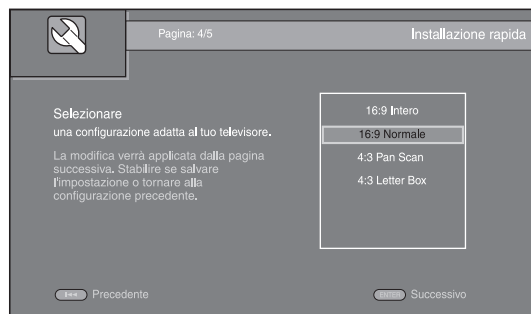 Pagina: 4/5
Installazione rapida
Selezionare
una configurazione adatta al tuo televisore.
La modifica verrà applicata dalla pagina
successiva. Stabilire se salvare
l'impostazione o tornare alla
configurazione precedente.
16:9 Intero
16:9 Normale
4:3 Pan Scan
4:3 Letter Box
Precedente
ENTER Successivo